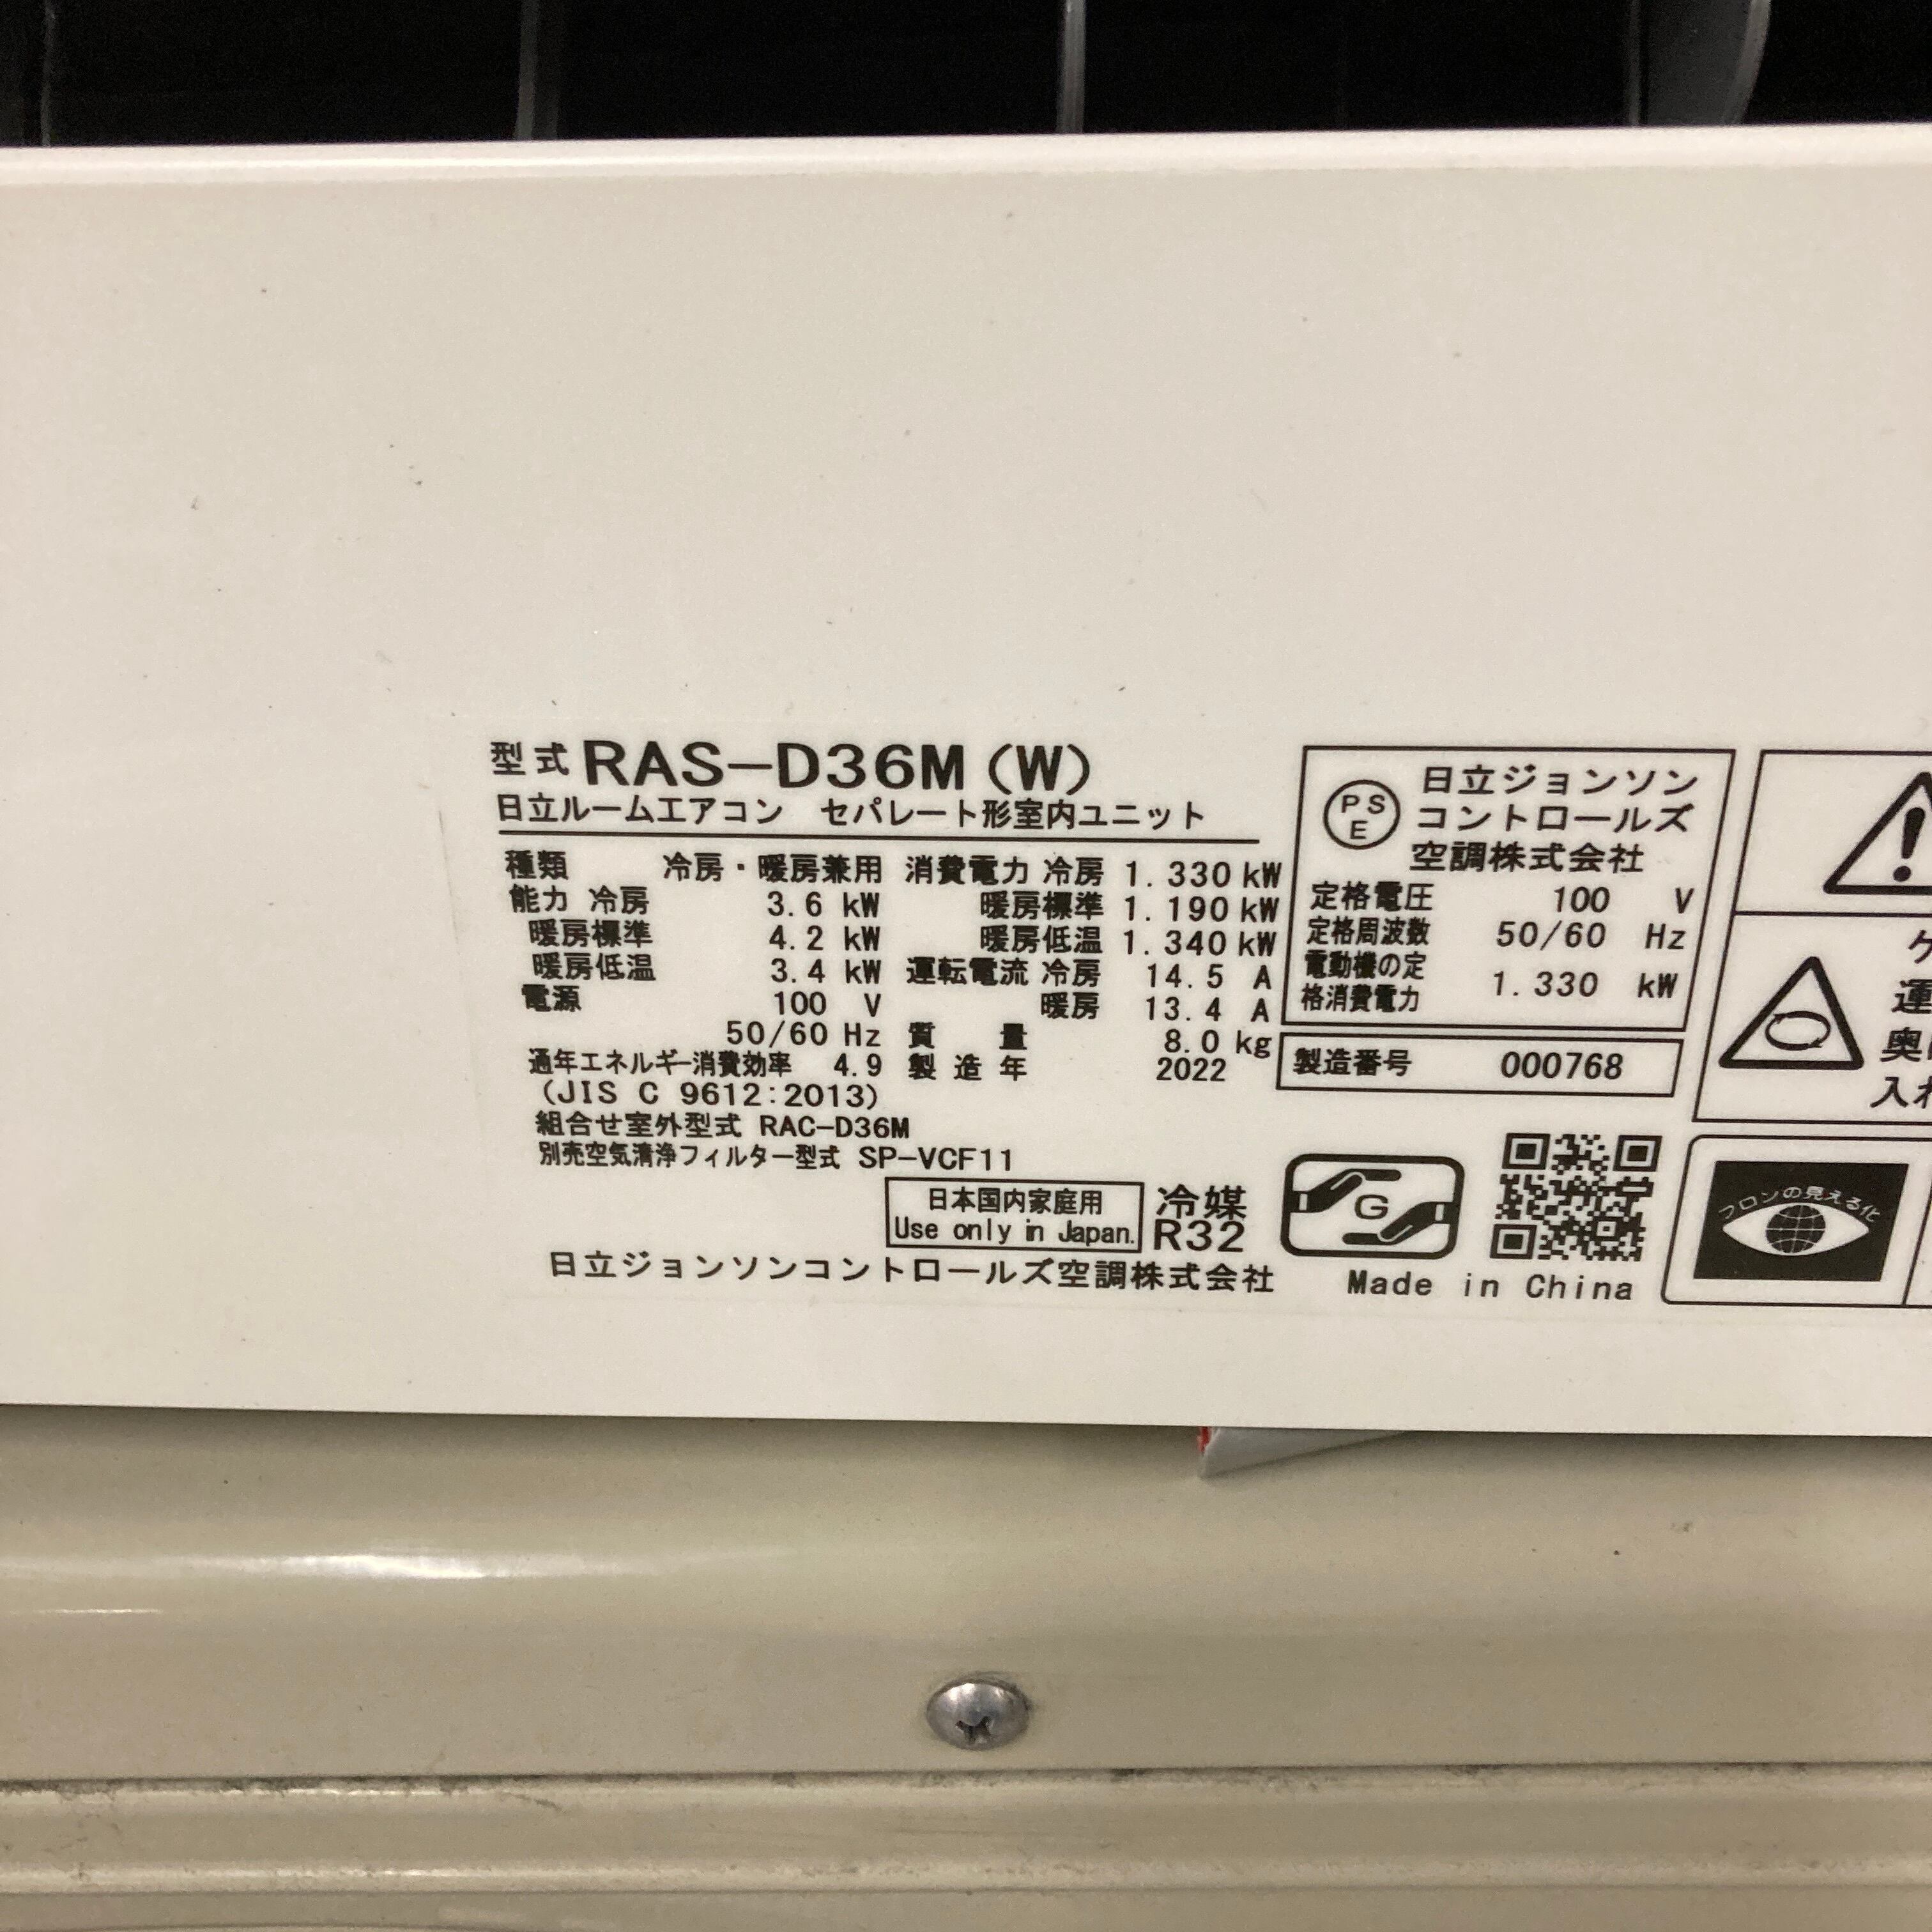 型式 RAS-D36M(W)
日立ルームエアコン セパレート形室内ユニット
種類 冷房・暖房兼用
能力 冷房 3.6 kW
暖房標準 4.2 kW
暖房低温 3.4 kW
電源 100 V
50/60 Hz
通年エネルギー消費効率 4.9
(JIS C 9612:2013)
組合せ室外型式 RAC-D36M
別売空気清浄フィルター型式 SP-VCF11
消費電力 冷房 1.330 kW
暖房標準 1.190 kW
暖房低温 1.340 kW
運転電流 冷房 14.5 A
暖房 13.4 A
質量 8.0 kg
製造年 2022
日本国内家庭用
Use only in Japan.
冷媒
R32
日立ジョンソンコントロールズ空調株式会社
PS
E
日立ジョンソン
コントロールズ
空調株式会社
定格電圧 100 V
定格周波数 50/60 Hz
電動機の定
格消費電力 1.330 kW
製造番号 000768
G
Made in China
フロンの見える化
運
奥
入れ